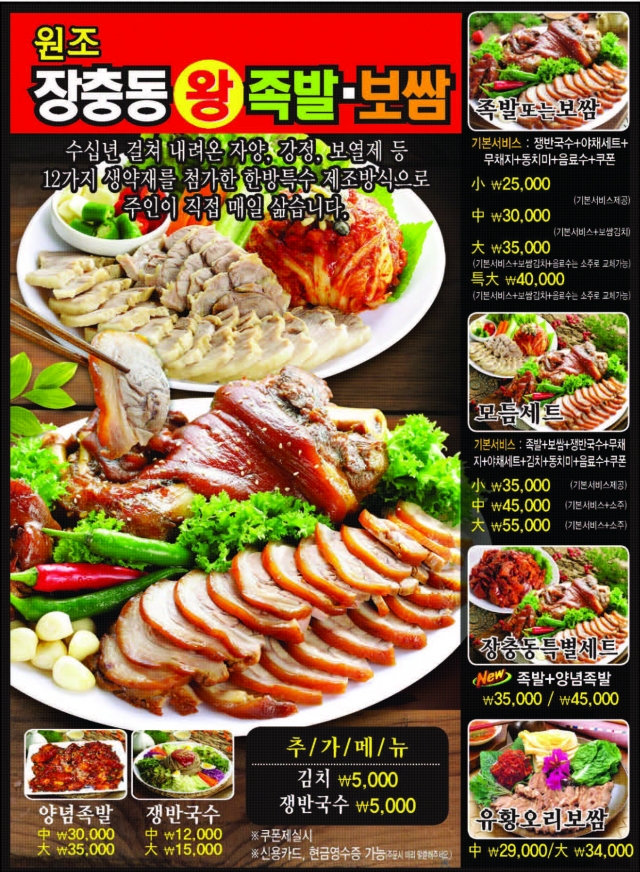 원조
장충동 왕 족발·보쌈
수십년 걸쳐 내려온 자양, 강정, 보열제 등
12가지 생약재를 첨가한 한방특수 제조방식으로
주인이 직접 매일 삶습니다.
양념족발
中 ₩30,000
大 ₩35,000
쟁반국수
中 ₩12,000
大 ₩15,000
추/가/메/뉴
김치 ₩5,000
쟁반국수 ₩5,000
※쿠폰제실시
※신용카드, 현금영수증 가능(주문시 미리 말씀해주세요.)
족발또는보쌈
기본서비스 : 쟁반국수+야채세트+
무채지+동치미+음료수+쿠폰
小 ₩25,000
(기본서비스제공)
中 ₩30,000
(기본서비스+보쌈김치)
大 ₩35,000
(기본서비스+보쌈김치+음료수는 소주로 교체가능)
특大 ₩40,000
(기본서비스+보쌈김치+음료수는 소주로 교체가능)
모듬세트
기본서비스 : 족발+보쌈+쟁반국수+무채
지+야채세트+김치+동치미+음료수+쿠폰
小 ₩35,000 (기본서비스제공)
中 ₩45,000 (기본서비스+소주)
大 ₩55,000 (기본서비스+소주)
장충동특별세트
New 족발+양념족발
₩35,000 / ₩45,000
유황오리보쌈
中 ₩29,000/大 ₩34,000